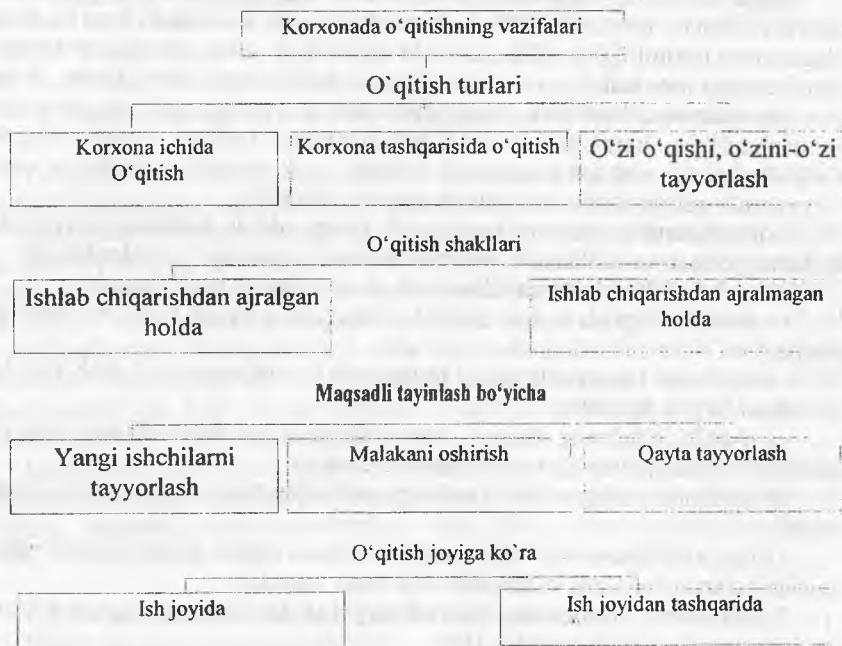 Korxonada o‘qitishning vazifalari
O`qitish turlari
Korxona ichida
O‘qitish
Korxona tashqarisida o‘qitish
O‘zi o‘qishi, o‘zini-o‘zi
tayyorlash
O‘qitish shakllari
Ishlab chiqarishdan ajralgan
holda
Ishlab chiqarishdan ajralmagan
holda
Maqsadli tayinlash bo‘yicha
Yangi ishchilarni
tayyorlash
Malakani oshirish
Qayta tayyorlash
O‘qitish joyiga ko`ra
Ish joyida
Ish joyidan tashqarida